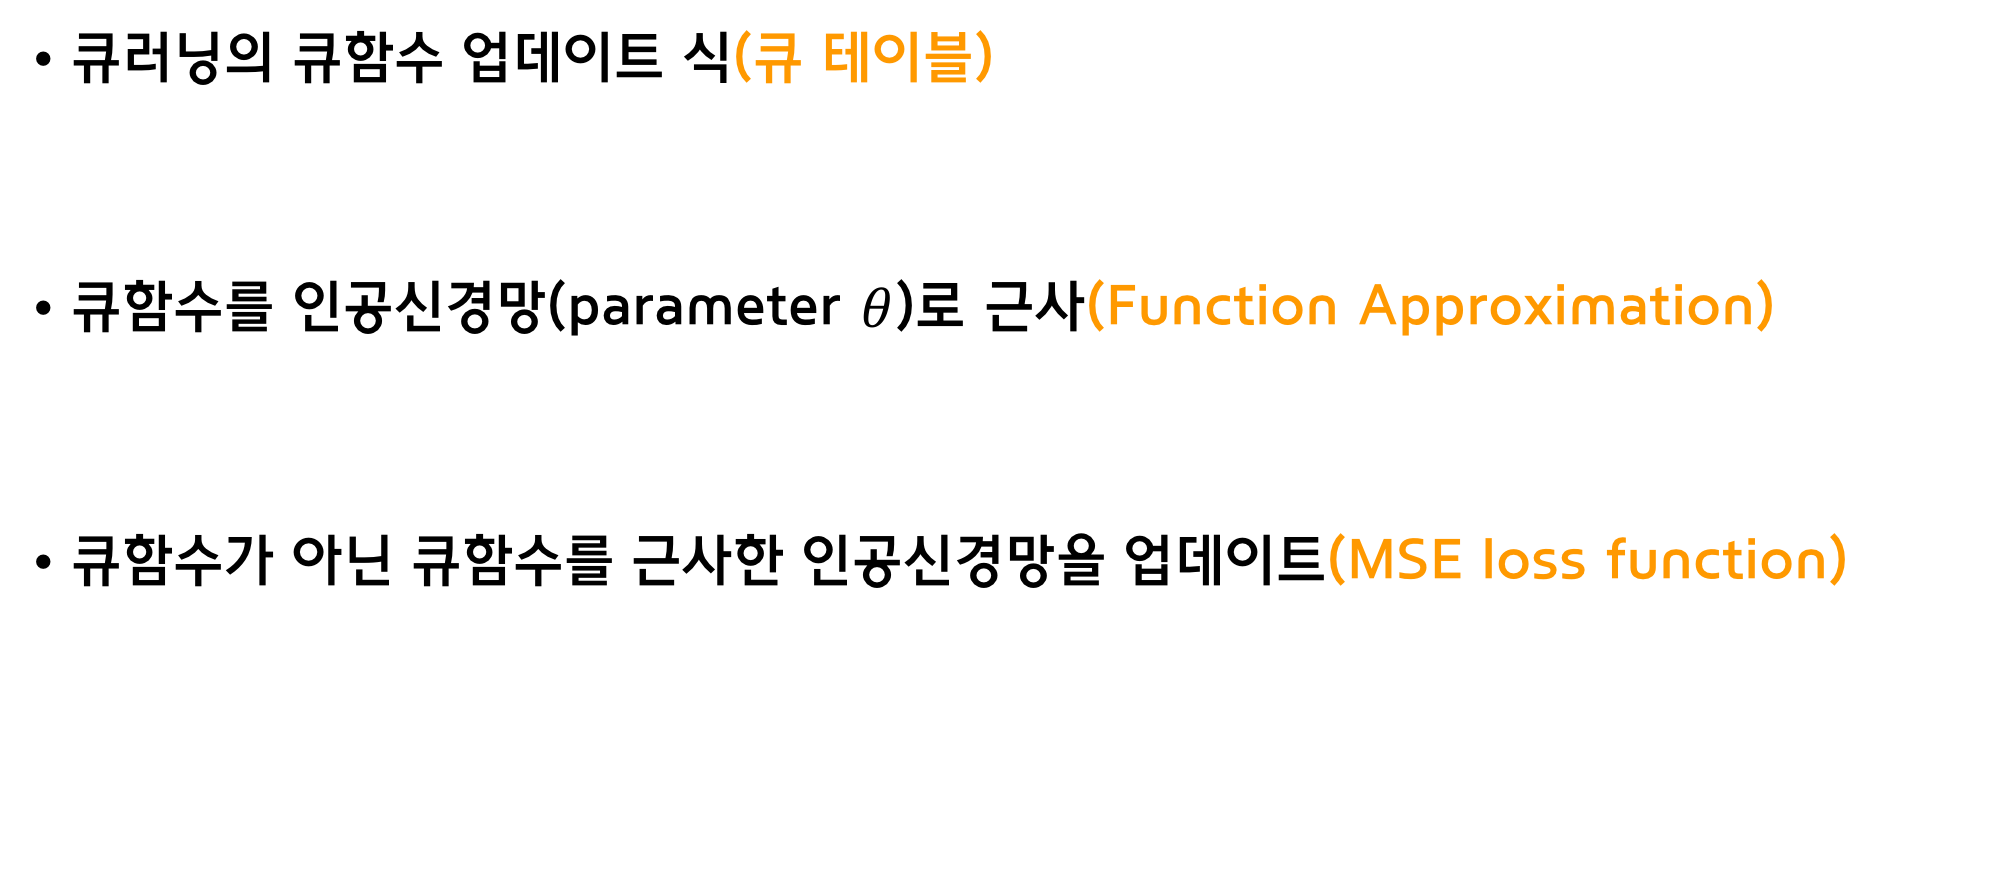 • 큐러닝의 큐함수 업데이트 식(큐 테이블)
• 큐함수를 인공신경망(parameter θ)로 근사(Function Approximation)
• 큐함수가 아닌 큐함수를 근사한 인공신경망을 업데이트(MSE loss function)